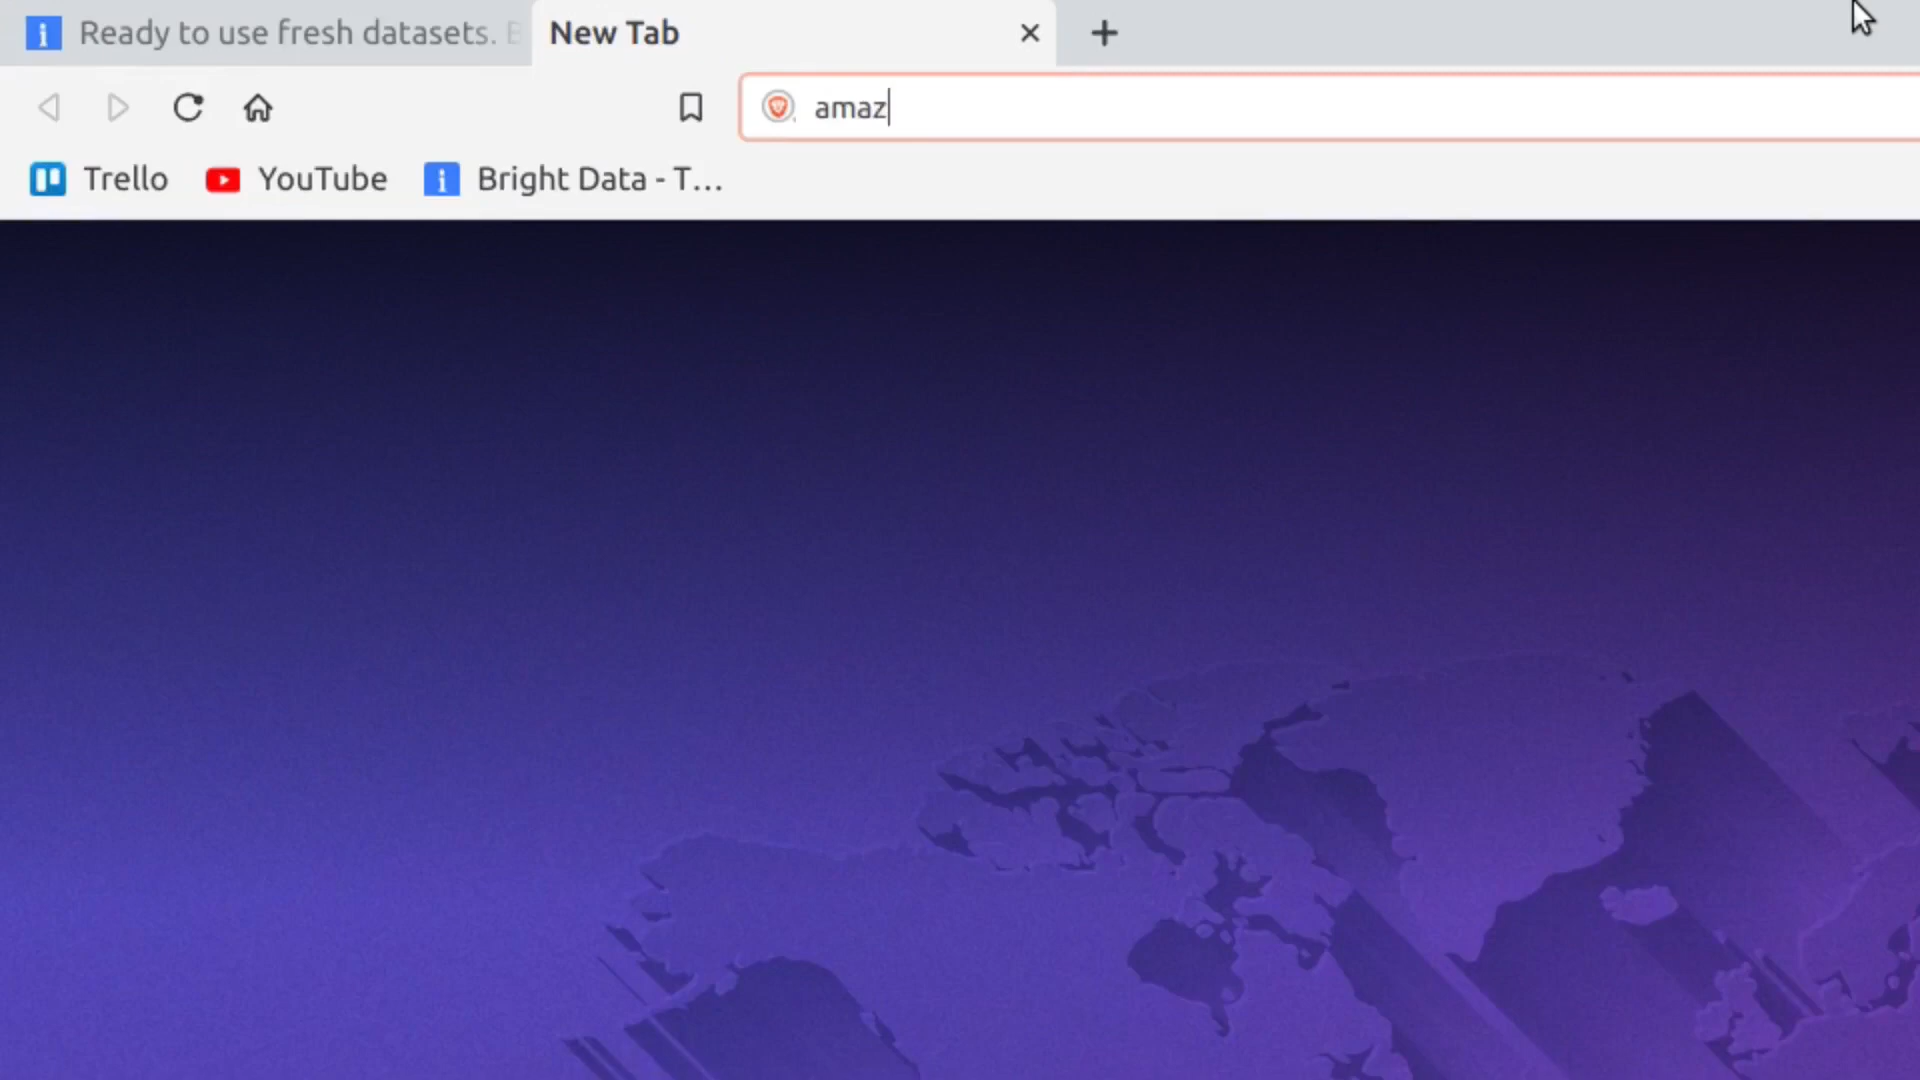 Ready to use fresh datasets.
New Tab
amaz
Trello YouTube Bright Data - T...